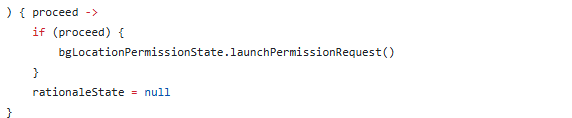 ) { proceed ->
    if (proceed) {
        bgLocationPermissionState.launchPermissionRequest()
    }
    rationaleState = null
}